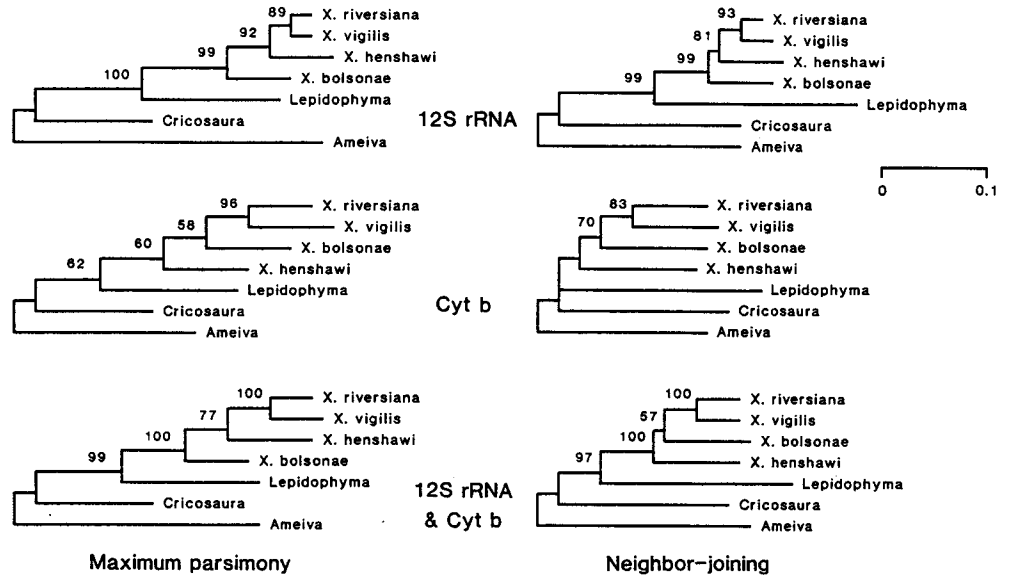 89
X. riversiana
X. vigilis
92
X. henshawi
99
X. bolsonae
100
Lepidophyma
Cricosaura
Ameiva
12S rRNA
93
X. riversiana
81
X. vigilis
99
X. henshawi
99
X. bolsonae
Lepidophyma
Cricosaura
Ameiva
0 0.1
96
X. riversiana
58
X. vigilis
60
X. bolsonae
62
X. henshawi
Lepidophyma
Cricosaura
Ameiva
Cyt b
83
X. riversiana
70
X. vigilis
X. bolsonae
X. henshawi
Lepidophyma
Cricosaura
Ameiva
100
X. riversiana
77
X. vigilis
100
X. henshawi
99
X. bolsonae
Lepidophyma
Cricosaura
Ameiva
12S rRNA
& Cyt b
100
X. riversiana
57
X. vigilis
100
X. bolsonae
97
X. henshawi
Lepidophyma
Cricosaura
Ameiva
Maximum parsimony
Neighbor-joining